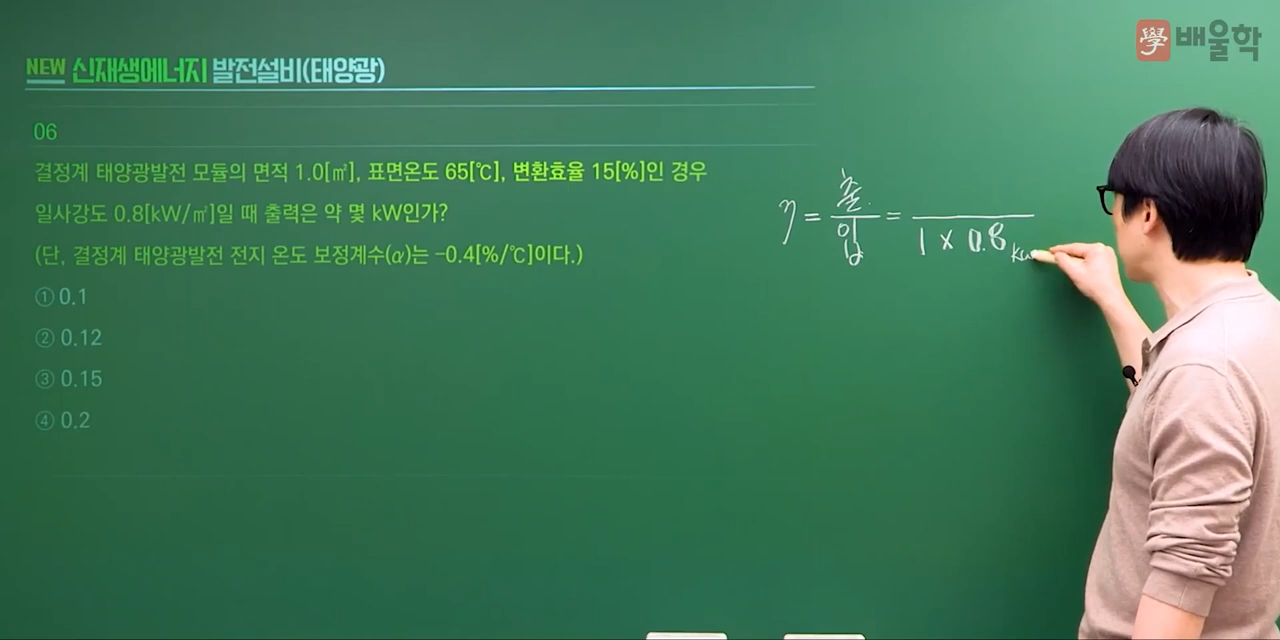 學 배울학
NEW 신재생에너지 발전설비(태양광)
06
결정계 태양광발전 모듈의 면적 1.0[㎡], 표면온도 65[℃], 변환효율 15[%]인 경우
일사강도 0.8[kW/㎡]일 때 출력은 약 몇 kW인가?
(단, 결정계 태양광발전 전지 온도 보정계수(α)는 −0.4[%/℃]이다.)
① 0.1
② 0.12
③ 0.15
④ 0.2
η = 출 =
입 1 x 0.8 kw